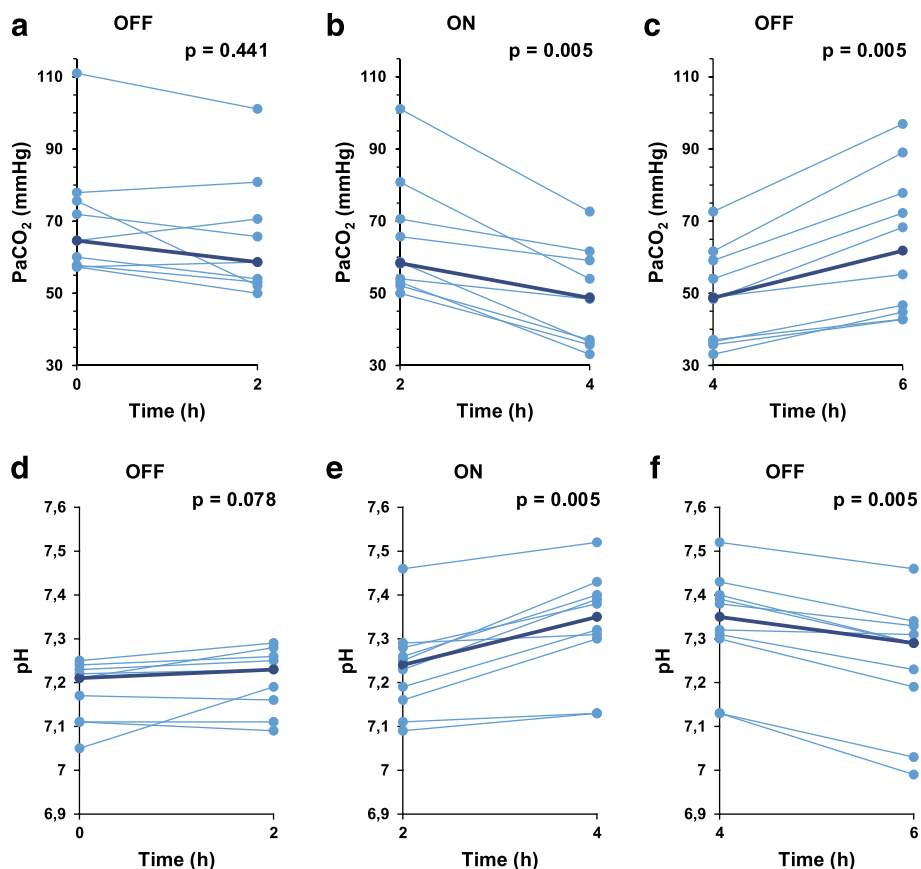 a OFF
p = 0.441
PaCO₂ (mmHg)
110
90
70
50
30
0 2
Time (h)
b ON
p = 0.005
PaCO₂ (mmHg)
110
90
70
50
30
2 4
Time (h)
c OFF
p = 0.005
PaCO₂ (mmHg)
110
90
70
50
30
4 6
Time (h)
d OFF
p = 0.078
pH
7,6
7,5
7,4
7,3
7,2
7,1
7
6,9
0 2
Time (h)
e ON
p = 0.005
pH
7,6
7,5
7,4
7,3
7,2
7,1
7
6,9
2 4
Time (h)
f OFF
p = 0.005
pH
7,6
7,5
7,4
7,3
7,2
7,1
7
6,9
4 6
Time (h)